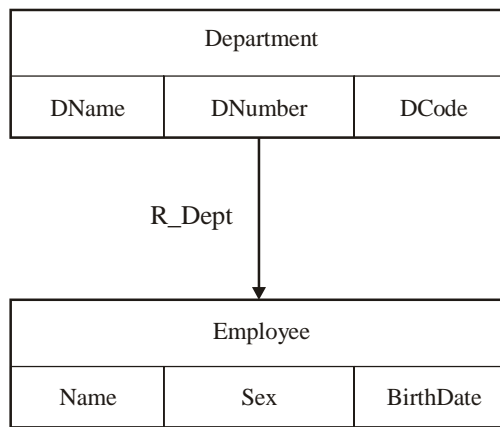 Department
DName DNumber DCode
R_Dept
Employee
Name Sex BirthDate